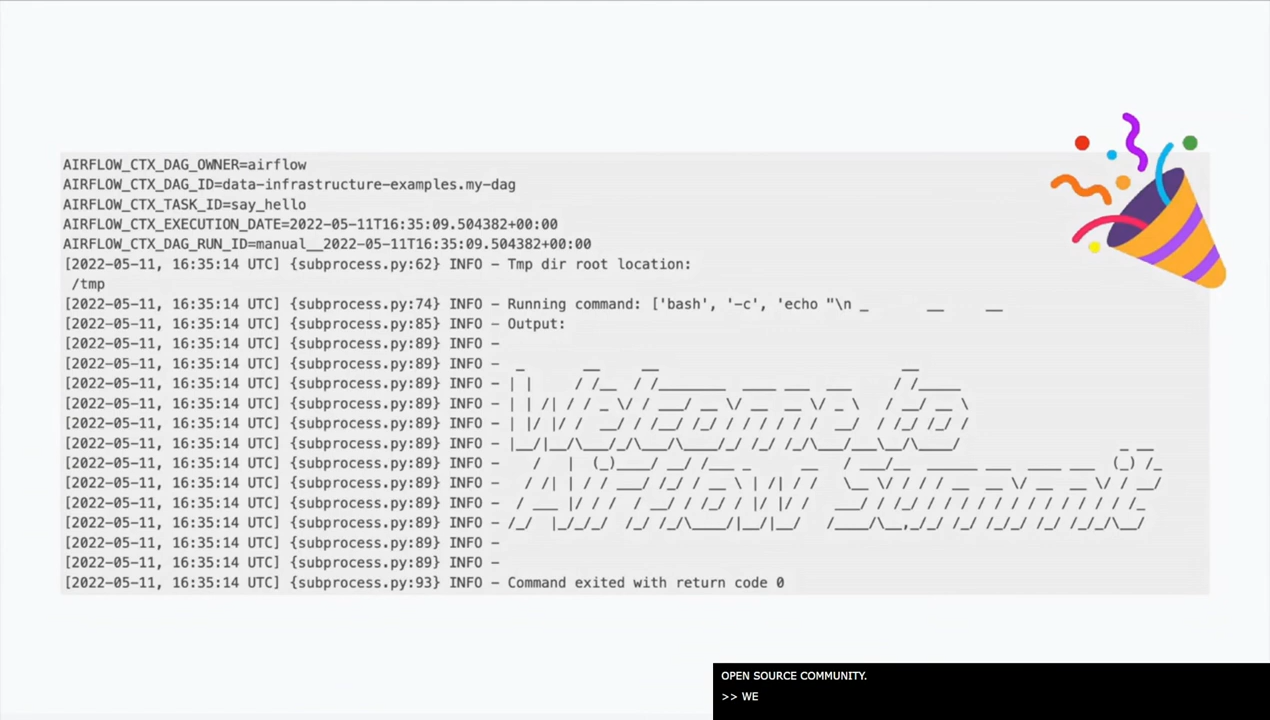 AIRFLOW_CTX_DAG_OWNER=airflow
AIRFLOW_CTX_DAG_ID=data-infrastructure-examples.my-dag
AIRFLOW_CTX_TASK_ID=say_hello
AIRFLOW_CTX_EXECUTION_DATE=2022-05-11T16:35:09.504382+00:00
AIRFLOW_CTX_DAG_RUN_ID=manual__2022-05-11T16:35:09.504382+00:00
[2022-05-11, 16:35:14 UTC] {subprocess.py:62} INFO - Tmp dir root location:
/tmp
[2022-05-11, 16:35:14 UTC] {subprocess.py:74} INFO - Running command: ['bash', '-c', 'echo "\n _ __ __
[2022-05-11, 16:35:14 UTC] {subprocess.py:85} INFO - Output:
[2022-05-11, 16:35:14 UTC] {subprocess.py:89} INFO -
[2022-05-11, 16:35:14 UTC] {subprocess.py:89} INFO -
[2022-05-11, 16:35:14 UTC] {subprocess.py:89} INFO -
[2022-05-11, 16:35:14 UTC] {subprocess.py:89} INFO -
[2022-05-11, 16:35:14 UTC] {subprocess.py:89} INFO -
[2022-05-11, 16:35:14 UTC] {subprocess.py:89} INFO -
Welcome to
[2022-05-11, 16:35:14 UTC] {subprocess.py:89} INFO -
[2022-05-11, 16:35:14 UTC] {subprocess.py:89} INFO -
[2022-05-11, 16:35:14 UTC] {subprocess.py:89} INFO -
[2022-05-11, 16:35:14 UTC] {subprocess.py:89} INFO -
Airflow Summit
[2022-05-11, 16:35:14 UTC] {subprocess.py:89} INFO -
[2022-05-11, 16:35:14 UTC] {subprocess.py:89} INFO -
[2022-05-11, 16:35:14 UTC] {subprocess.py:93} INFO - Command exited with return code 0
OPEN SOURCE COMMUNITY.
>> WE